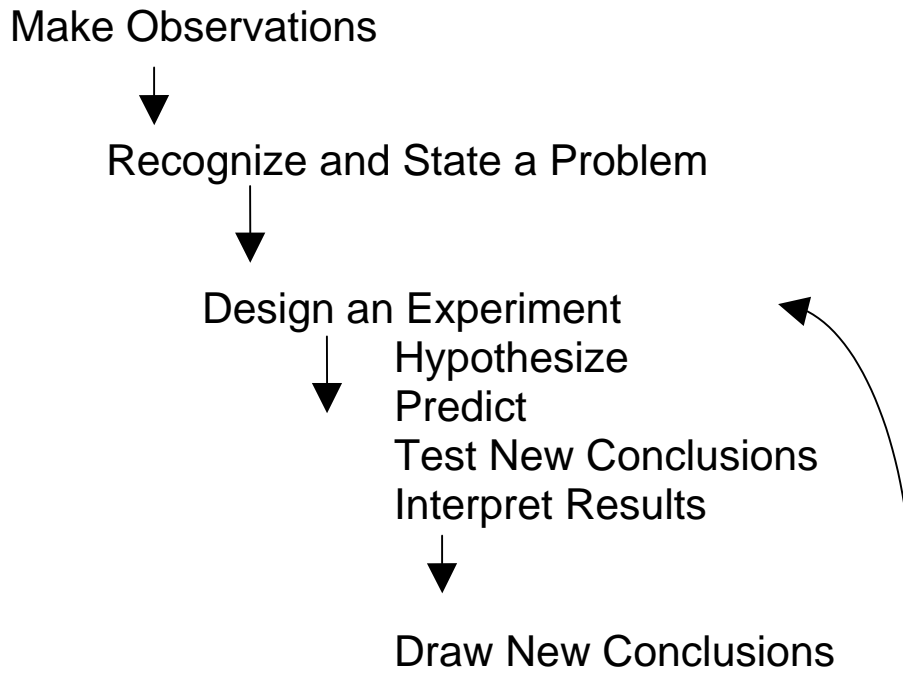 Make Observations
Recognize and State a Problem
Design an Experiment
Hypothesize
Predict
Test New Conclusions
Interpret Results
Draw New Conclusions